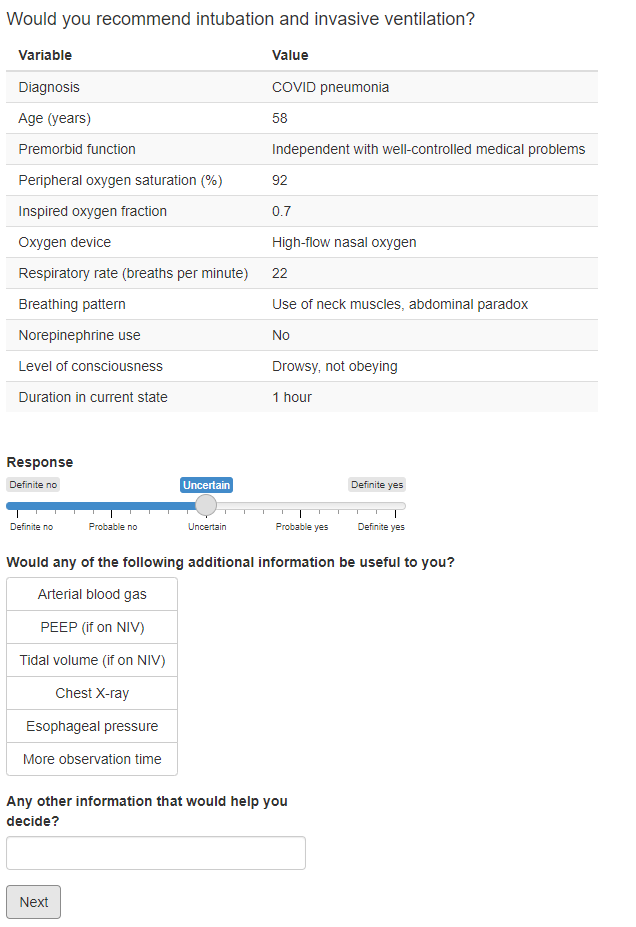 Would you recommend intubation and invasive ventilation?
Variable Value
Diagnosis COVID pneumonia
Age (years) 58
Premorbid function Independent with well-controlled medical problems
Peripheral oxygen saturation (%) 92
Inspired oxygen fraction 0.7
Oxygen device High-flow nasal oxygen
Respiratory rate (breaths per minute) 22
Breathing pattern Use of neck muscles, abdominal paradox
Norepinephrine use No
Level of consciousness Drowsy, not obeying
Duration in current state 1 hour
Response
Definite no Uncertain Definite yes
Definite no Probable no Uncertain Probable yes Definite yes
Would any of the following additional information be useful to you?
Arterial blood gas
PEEP (if on NIV)
Tidal volume (if on NIV)
Chest X-ray
Esophageal pressure
More observation time
Any other information that would help you
decide?
Next